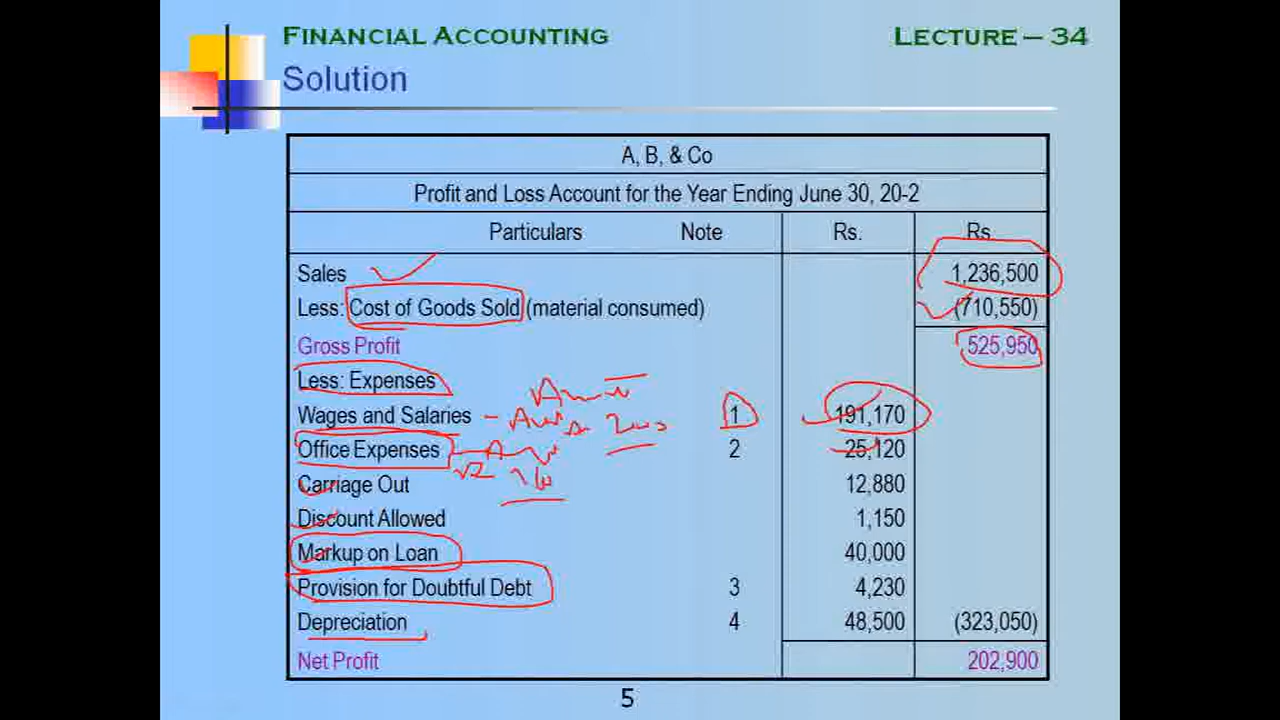 FINANCIAL ACCOUNTING LECTURE – 34
Solution
A, B, & Co
Profit and Loss Account for the Year Ending June 30, 20-2
Particulars Note Rs. Rs.
Sales 1,236,500
Less: Cost of Goods Sold (material consumed) (710,550)
Gross Profit 525,950
Less: Expenses
Wages and Salaries 1 191,170
Office Expenses 2 25,120
Carriage Out 12,880
Discount Allowed 1,150
Markup on Loan 40,000
Provision for Doubtful Debt 3 4,230
Depreciation 4 48,500 (323,050)
Net Profit 202,900
5